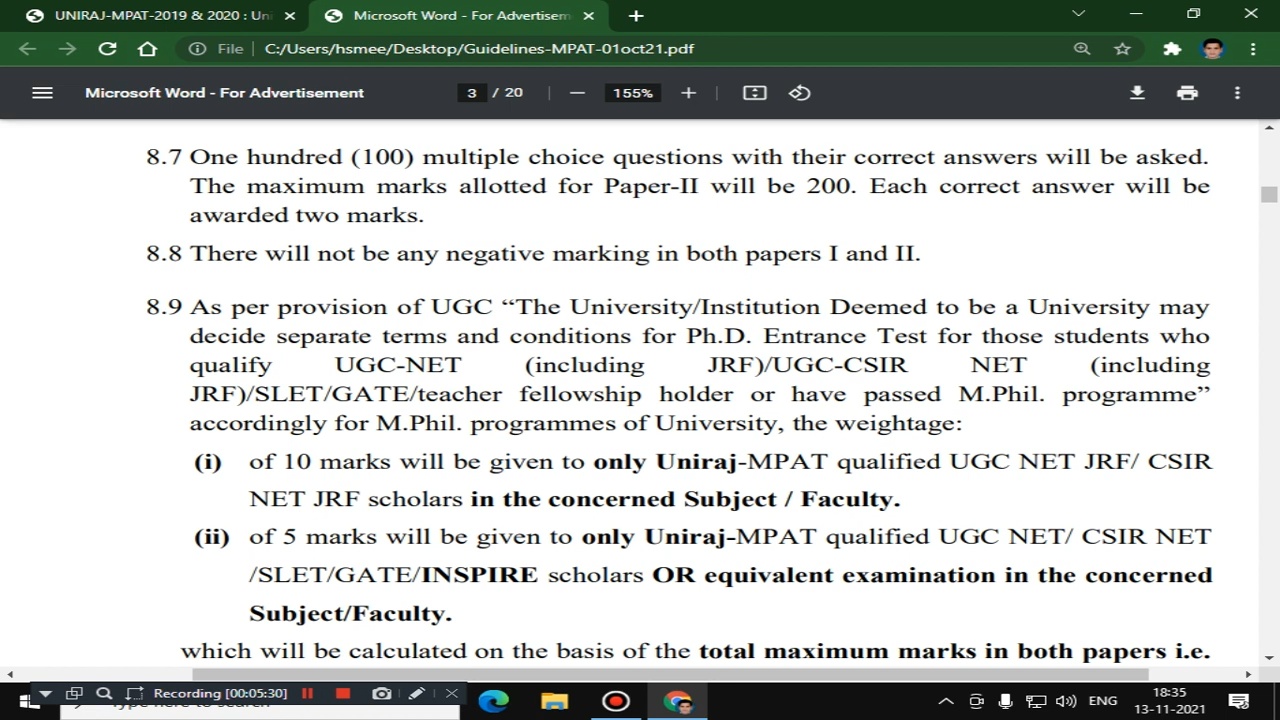 UNIRAJ-MPAT-2019 & 2020 : Uni
Microsoft Word - For Advertisem
File
C:/Users/hsmee/Desktop/Guidelines-MPAT-01oct21.pdf
Microsoft Word - For Advertisement
3 / 20
155%
8.7 One hundred (100) multiple choice questions with their correct answers will be asked.
The maximum marks allotted for Paper-II will be 200. Each correct answer will be
awarded two marks.
8.8 There will not be any negative marking in both papers I and II.
8.9 As per provision of UGC “The University/Institution Deemed to be a University may
decide separate terms and conditions for Ph.D. Entrance Test for those students who
qualify UGC-NET (including JRF)/UGC-CSIR NET (including
JRF)/SLET/GATE/teacher fellowship holder or have passed M.Phil. programme”
accordingly for M.Phil. programmes of University, the weightage:
(i) of 10 marks will be given to only Uniraj-MPAT qualified UGC NET JRF/ CSIR
NET JRF scholars in the concerned Subject / Faculty.
(ii) of 5 marks will be given to only Uniraj-MPAT qualified UGC NET/ CSIR NET
/SLET/GATE/INSPIRE scholars OR equivalent examination in the concerned
Subject/Faculty.
which will be calculated on the basis of the total maximum marks in both papers i.e.
Recording [00:05:30]
Type here to search
ENG
18:35
13-11-2021